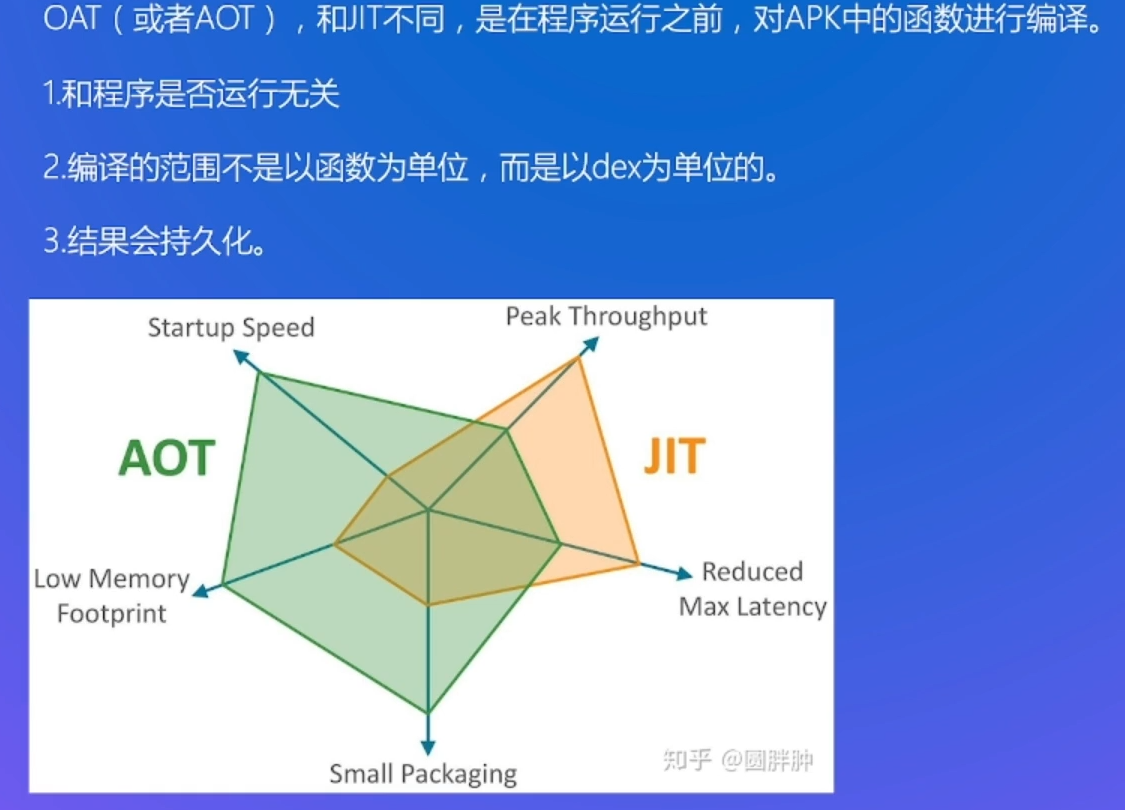 OAT（或者AOT），和JIT不同，是在程序运行之前，对APK中的函数进行编译。
1.和程序是否运行无关
2.编译的范围不是以函数为单位，而是以dex为单位的。
3.结果会持久化。
Startup Speed
Peak Throughput
AOT
JIT
Low Memory
Footprint
Reduced
Max Latency
Small Packaging
知乎 @圆胖肿